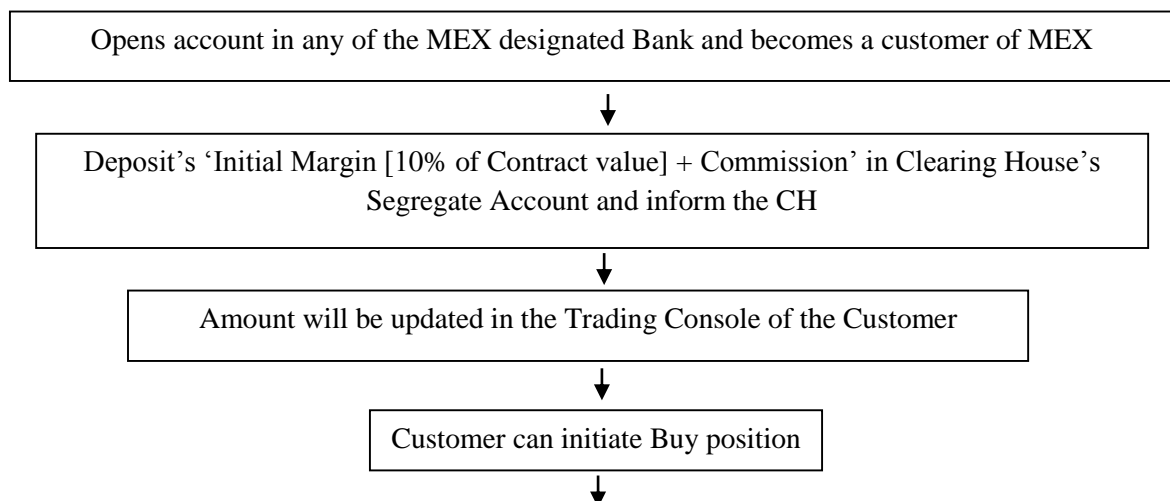 Opens account in any of the MEX designated Bank and becomes a customer of MEX
Deposit's ‘Initial Margin [10% of Contract value] + Commission’ in Clearing House’s
Segregate Account and inform the CH
Amount will be updated in the Trading Console of the Customer
Customer can initiate Buy position